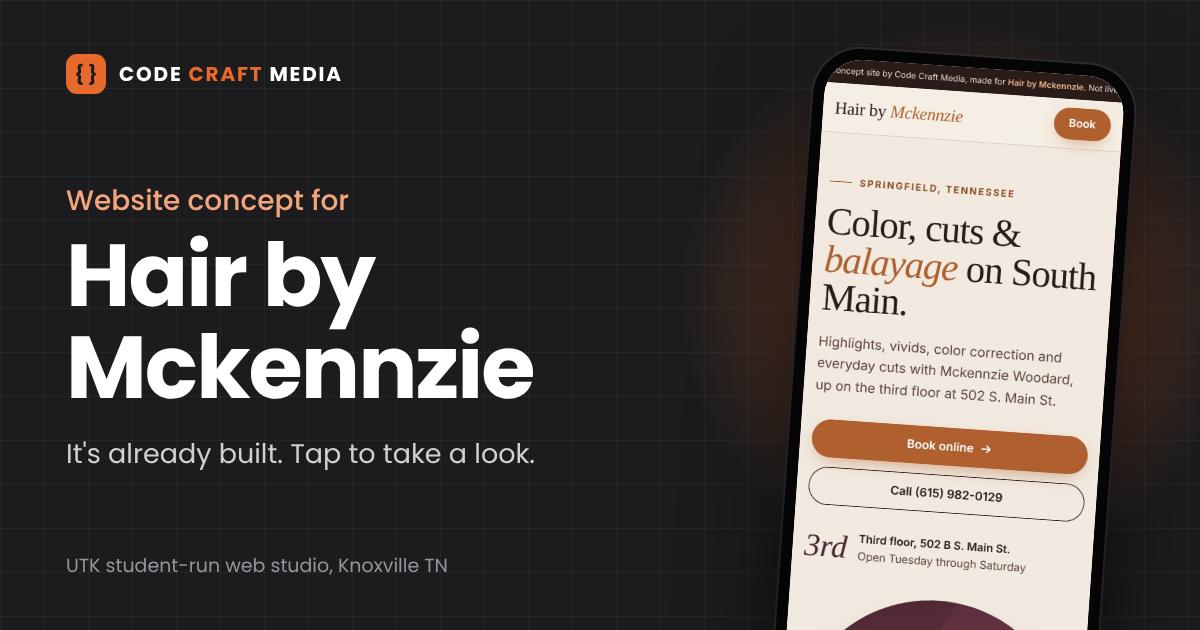 { } CODE CRAFT MEDIA
Website concept for
Hair by
Mckennzie
It's already built. Tap to take a look.
UTK student-run web studio, Knoxville TN
concept site by Code Craft Media, made for Hair by Mckennzie. Not live
Hair by Mckennzie
Book
SPRINGFIELD, TENNESSEE
Color, cuts &
balayage on South
Main.
Highlights, vivids, color correction and
everyday cuts with Mckennzie Woodard,
up on the third floor at 502 S. Main St.
Book online →
Call (615) 982-0129
3rd
Third floor, 502 B S. Main St.
Open Tuesday through Saturday